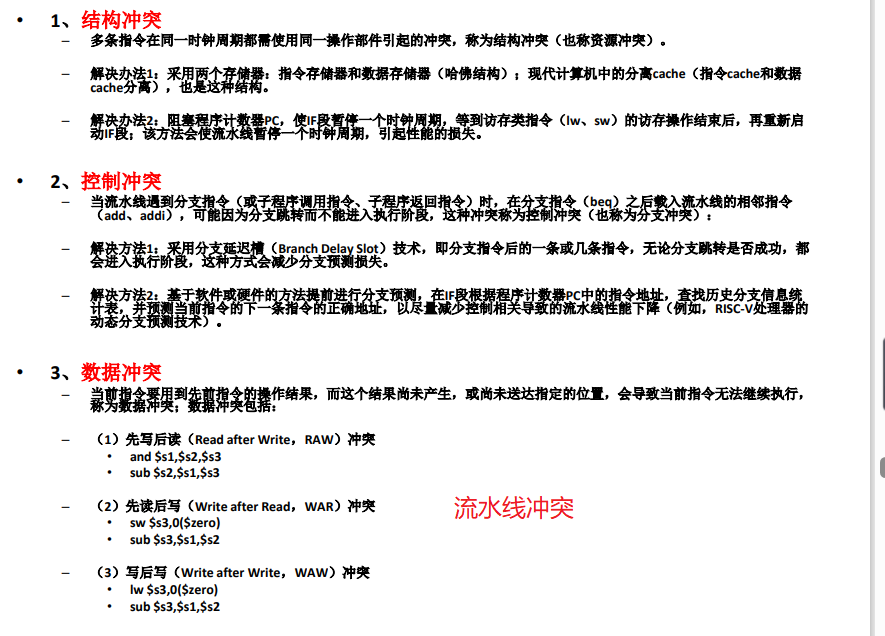 • 1、结构冲突
– 多条指令在同一时钟周期都需使用同一操作部件引起的冲突，称为结构冲突（也称资源冲突）。
– 解决办法1：采用两个存储器：指令存储器和数据存储器（哈佛结构）；现代计算机中的分离cache（指令cache和数据
cache分离），也是这种结构。
– 解决办法2：阻塞程序计数器PC，使IF段暂停一个时钟周期，等到访存类指令（lw、sw）的访存操作结束后，再重新启
动IF段；该方法会使流水线暂停一个时钟周期，引起性能的损失。
• 2、控制冲突
– 当流水线遇到分支指令（或子程序调用指令、子程序返回指令）时，在分支指令（beq）之后载入流水线的相邻指令
（add、addi），可能因为分支跳转而不能进入执行阶段，这种冲突称为控制冲突（也称为分支冲突）：
– 解决方法1：采用分支延迟槽（Branch Delay Slot）技术，即分支指令后的一条或几条指令，无论分支跳转是否成功，都
会进入执行阶段，这种方式会减少分支预测损失。
– 解决方法2：基于软件或硬件的方法提前进行分支预测，在IF段根据程序计数器PC中的指令地址，查找历史分支信息统
计表，并预测当前指令的下一条指令的正确地址，以尽量减少控制相关导致的流水线性能下降（例如，RISC-V处理器的
动态分支预测技术）。
• 3、数据冲突
– 当前指令要用到先前指令的操作结果，而这个结果尚未产生，或尚未送达指定的位置，会导致当前指令无法继续执行，
称为数据冲突；数据冲突包括：
– （1）先写后读（Read after Write，RAW）冲突
• and $s1,$s2,$s3
• sub $s2,$s1,$s3
– （2）先读后写（Write after Read，WAR）冲突
流水线冲突
• sw $s3,0($zero)
• sub $s3,$s1,$s2
– （3）写后写（Write after Write，WAW）冲突
• lw $s3,0($zero)
• sub $s3,$s1,$s2